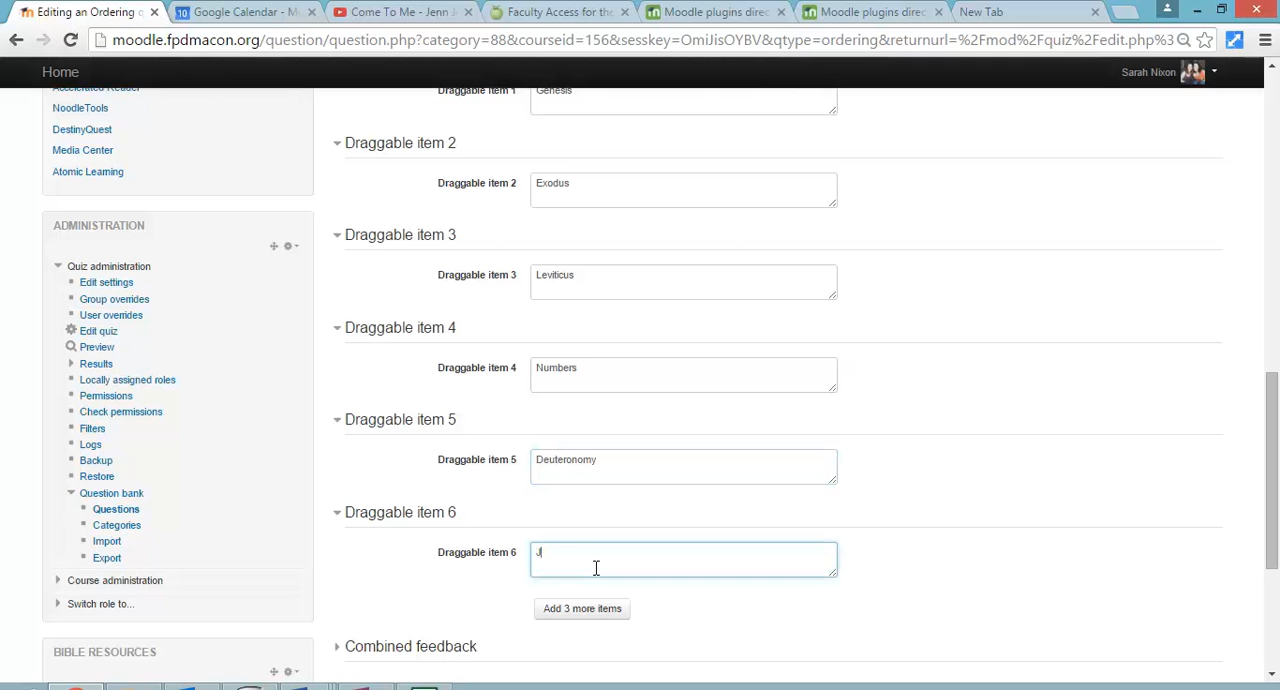 Editing an Ordering q
Google Calendar - M
Come To Me - Jenn J
Faculty Access for the
Moodle plugins direc
Moodle plugins direc
New Tab
moodle.fpdmacon.org/question/question.php?category=88&courseid=156&sesskey=OmiJisOYBV&qtype=ordering&returnurl=%2Fmod%2Fquiz%2Fedit.php%3
Home
Sarah Nixon
Accelerated Reader
NoodleTools
DestinyQuest
Media Center
Atomic Learning
ADMINISTRATION
Quiz administration
Edit settings
Group overrides
User overrides
Edit quiz
Preview
Results
Locally assigned roles
Permissions
Check permissions
Filters
Logs
Backup
Restore
Question bank
Questions
Categories
Import
Export
Course administration
Switch role to...
BIBLE RESOURCES
Draggable item 1 Genesis
Draggable item 2
Draggable item 2 Exodus
Draggable item 3
Draggable item 3 Leviticus
Draggable item 4
Draggable item 4 Numbers
Draggable item 5
Draggable item 5 Deuteronomy
Draggable item 6
Draggable item 6 J
Add 3 more items
Combined feedback